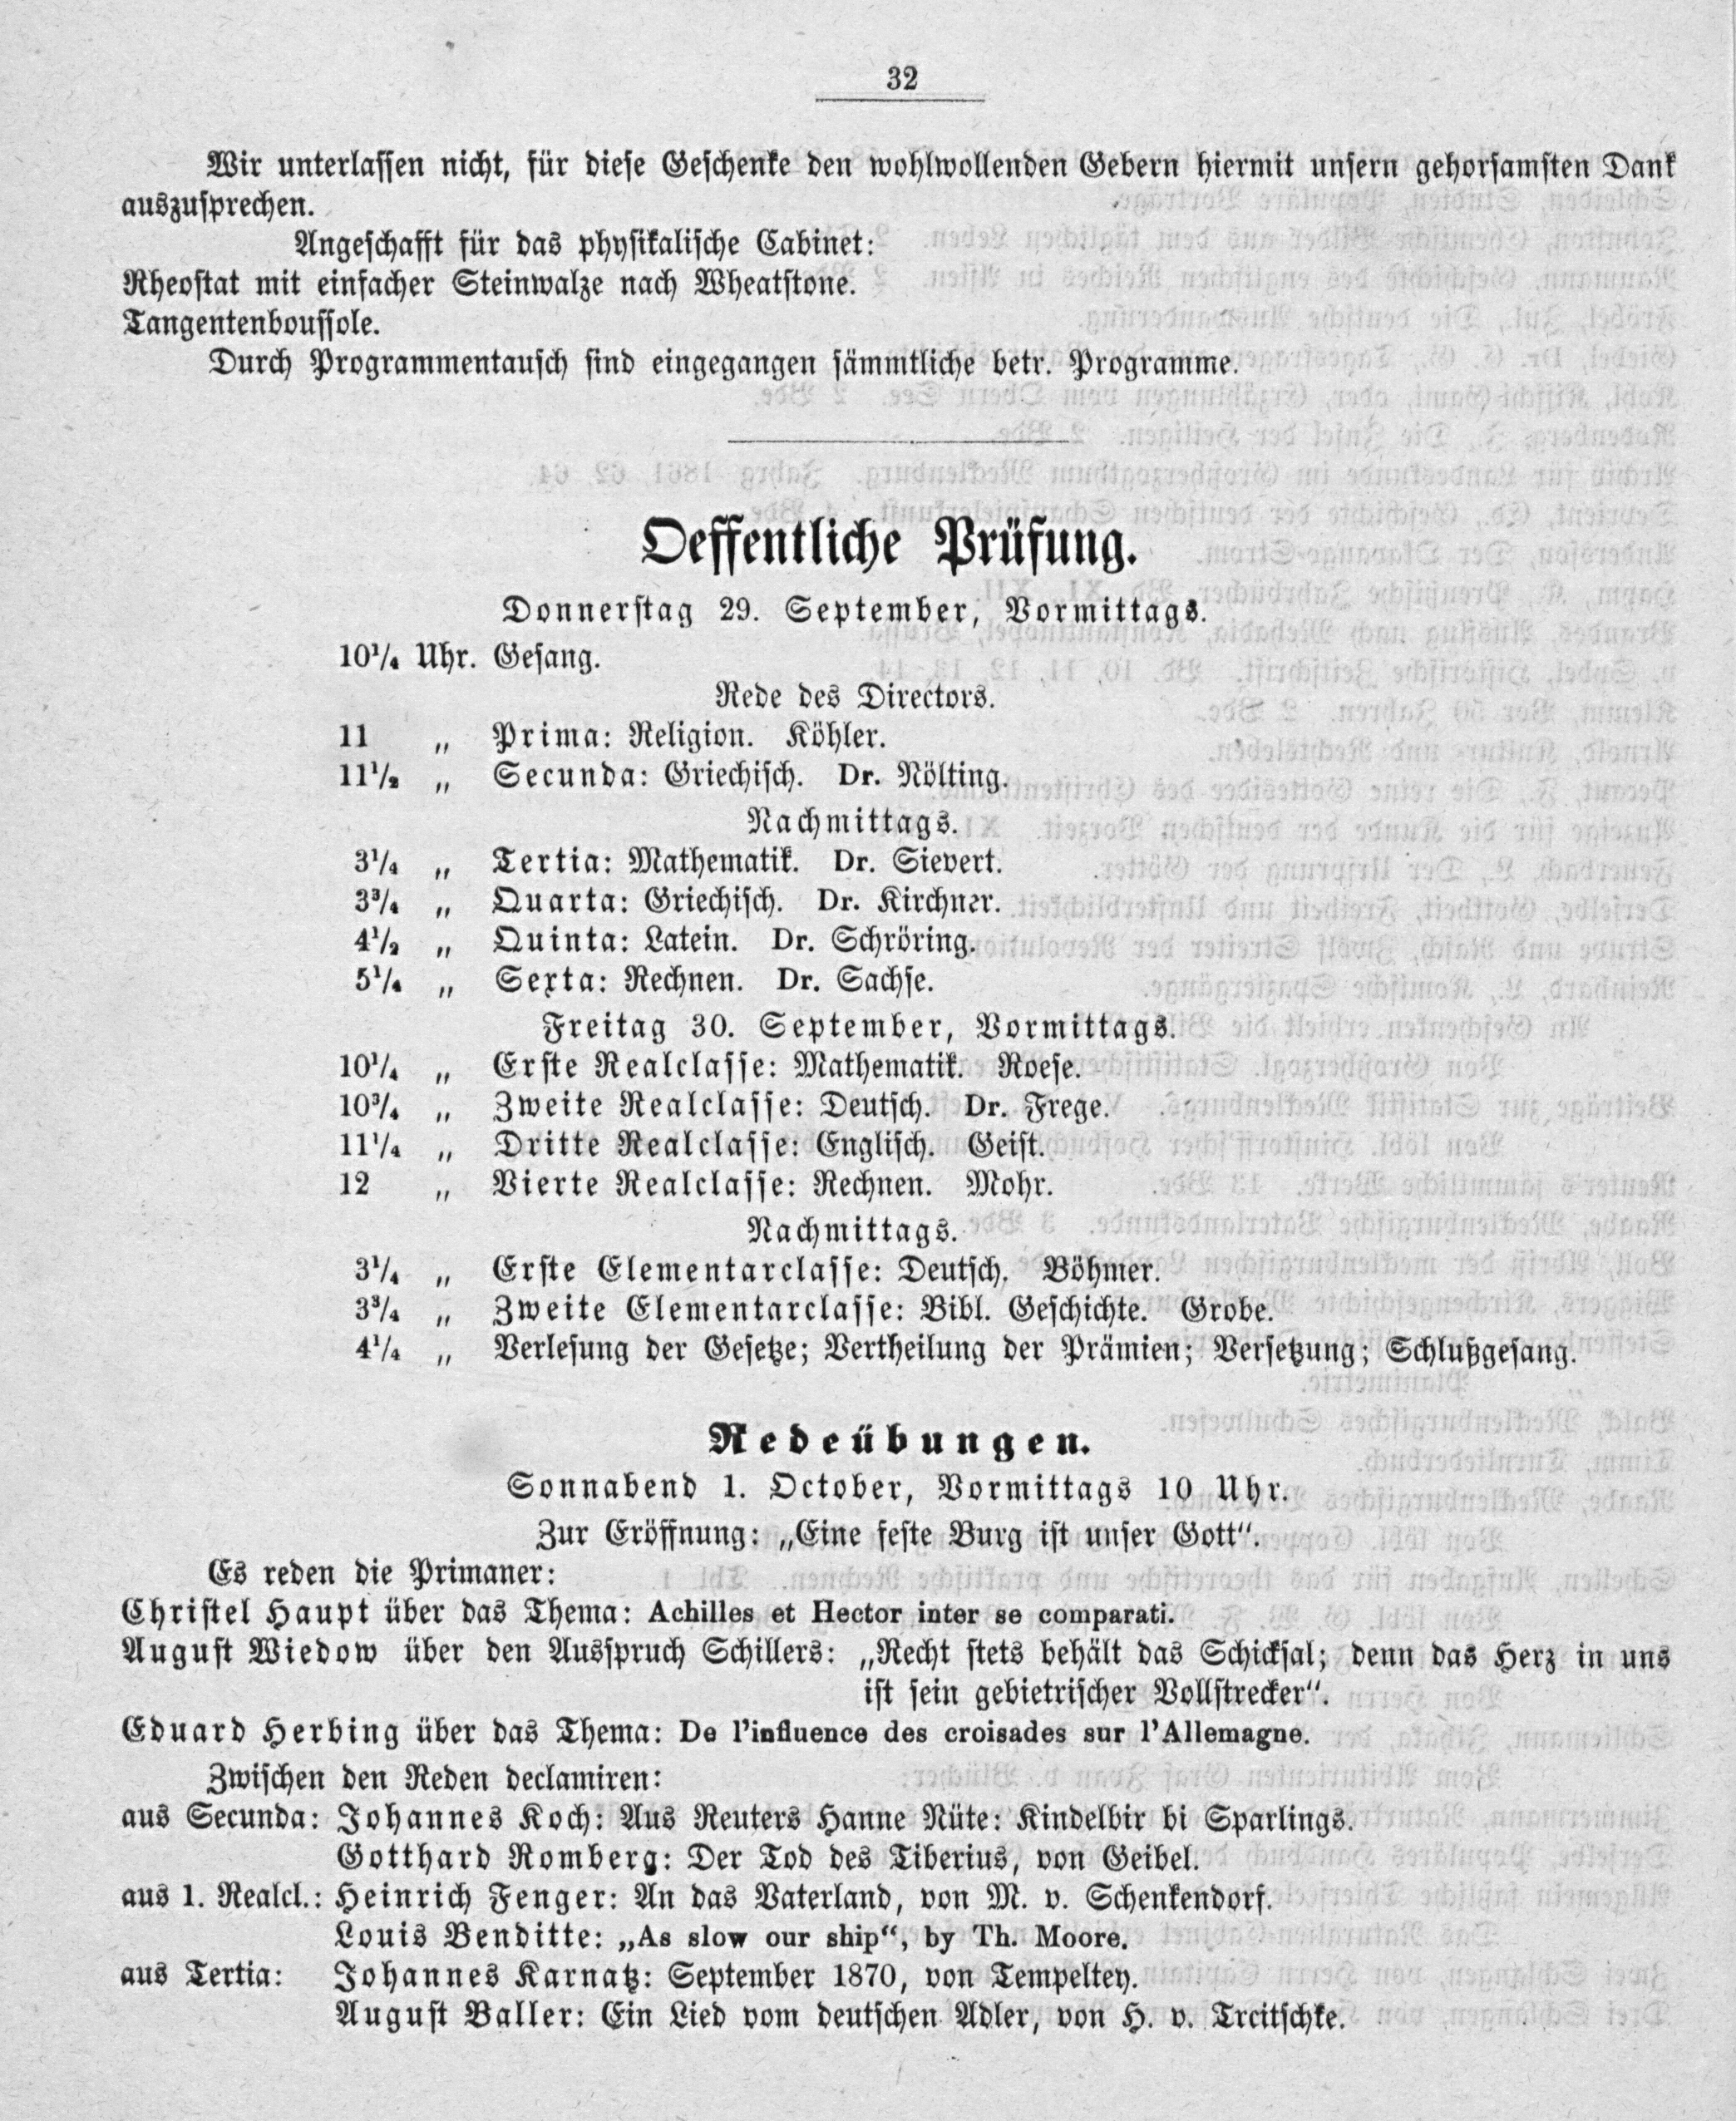 32
Wir unterlassen nicht, für diese Geschenke den wohlwollenden Gebern hiermit unsern gehorsamsten Dank
auszusprechen.
Angeschafft für das physikalische Cabinet:
Rheostat mit einfacher Steinwalze nach Wheatstone.
Tangentenboussole.
Durch Programmentausch sind eingegangen sämmtliche betr. Programme.
Oeffentliche Prüfung.
Donnerstag 29. September, Vormittags.
10¹/₄ Uhr. Gesang.
Rede des Directors.
11 „ Prima: Religion. Köhler.
11¹/₂ „ Secunda: Griechisch. Dr. Nölting.
Nachmittags.
3¹/₄ „ Tertia: Mathematik. Dr. Sievert.
3³/₄ „ Quarta: Griechisch. Dr. Kirchner.
4¹/₂ „ Quinta: Latein. Dr. Schröring.
5¹/₄ „ Sexta: Rechnen. Dr. Sachse.
Freitag 30. September, Vormittags.
10¹/₄ „ Erste Realclasse: Mathematik. Roese.
10³/₄ „ Zweite Realclasse: Deutsch. Dr. Frege.
11¹/₄ „ Dritte Realclasse: Englisch. Geist.
12 „ Vierte Realclasse: Rechnen. Mohr.
Nachmittags.
3¹/₄ „ Erste Elementarclasse: Deutsch. Böhmer.
3³/₄ „ Zweite Elementarclasse: Bibl. Geschichte. Grobe.
4¹/₄ „ Verlesung der Gesetze; Vertheilung der Prämien; Versetzung; Schlußgesang.
Redeübungen.
Sonnabend 1. October, Vormittags 10 Uhr.
Zur Eröffnung: „Eine feste Burg ist unser Gott“.
Es reden die Primaner:
Christel Haupt über das Thema: Achilles et Hector inter se comparati.
August Wiedow über den Ausspruch Schillers: „Recht stets behält das Schicksal; denn das Herz in uns
ist sein gebietrischer Vollstrecker“.
Eduard Herbing über das Thema: De l'influence des croisades sur l'Allemagne.
Zwischen den Reden declamiren:
aus Secunda: Johannes Koch: Aus Reuters Hanne Nüte: Kindelbir bi Sparlings.
Gotthard Romberg: Der Tod des Tiberius, von Geibel.
aus 1. Realcl.: Heinrich Fenger: An das Vaterland, von M. v. Schenkendorf.
Louis Benditte: „As slow our ship“, by Th. Moore.
aus Tertia: Johannes Karnatz: September 1870, von Tempeltey.
August Baller: Ein Lied vom deutschen Adler, von H. v. Treitschke.